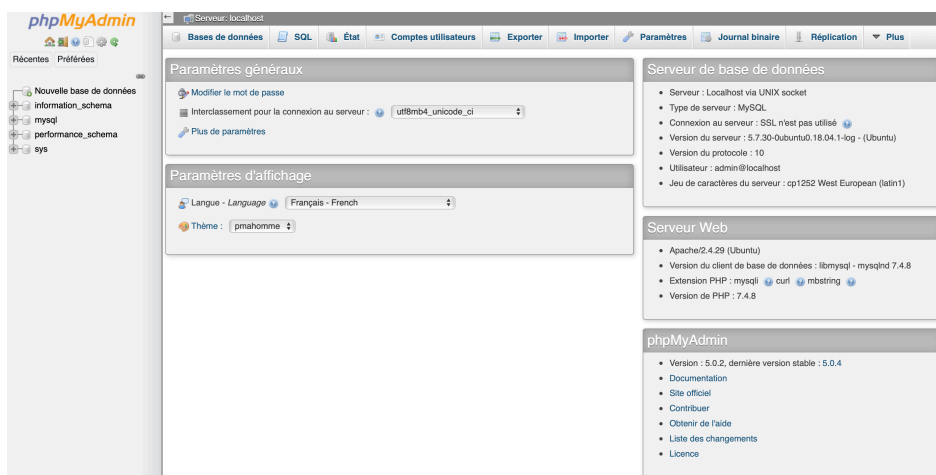 phpMyAdmin
Récentes Préférées
Nouvelle base de données
information_schema
mysql
performance_schema
sys
Serveur: localhost
Bases de données SQL État Comptes utilisateurs Exporter Importer Paramètres Journal binaire Réplication Plus
Paramètres généraux
Modifier le mot de passe
Interclassement pour la connexion au serveur : utf8mb4_unicode_ci
Plus de paramètres
Paramètres d'affichage
Langue - Language Français - French
Thème : pmahomme
Serveur de base de données
Serveur : Localhost via UNIX socket
Type de serveur : MySQL
Connexion au serveur : SSL n'est pas utilisé
Version du serveur : 5.7.30-0ubuntu0.18.04.1-log - (Ubuntu)
Version du protocole : 10
Utilisateur : admin@localhost
Jeu de caractères du serveur : cp1252 West European (latin1)
Serveur Web
Apache/2.4.29 (Ubuntu)
Version du client de base de données : libmysql - mysqlnd 7.4.8
Extension PHP : mysqli curl mbstring
Version de PHP : 7.4.8
phpMyAdmin
Version : 5.0.2, dernière version stable : 5.0.4
Documentation
Site officiel
Contribuer
Obtenir de l'aide
Liste des changements
Licence